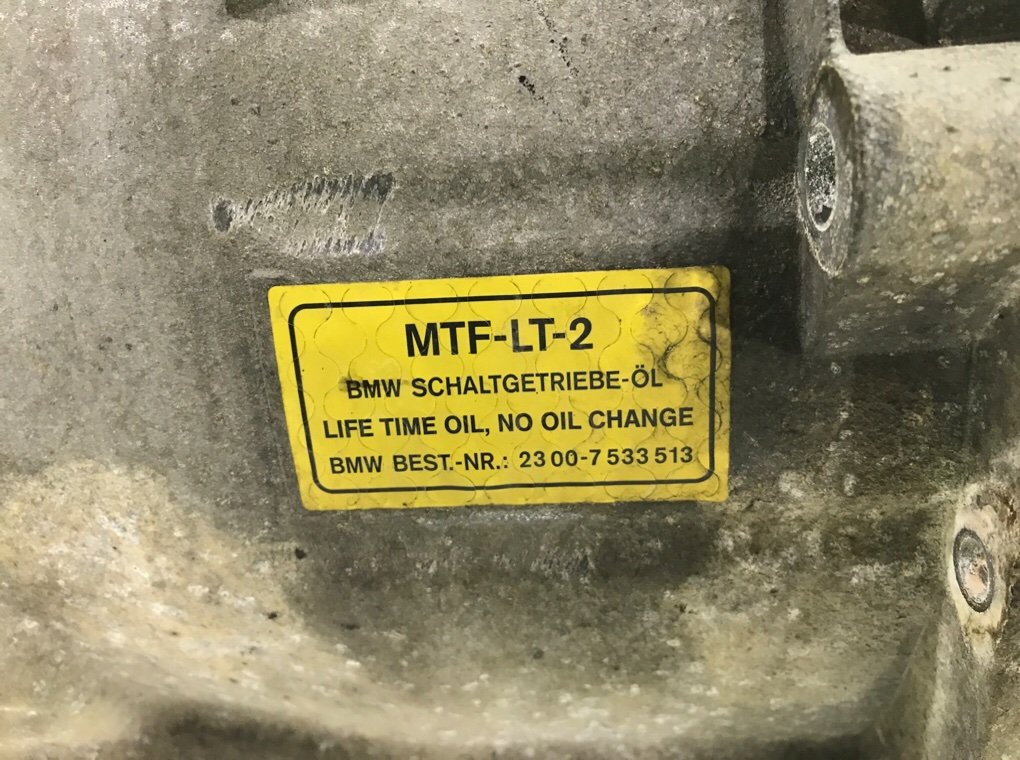 MTF-LT-2
BMW SCHALTGETRIEBE-ÖL
LIFE TIME OIL, NO OIL CHANGE
BMW BEST.-NR.: 23 00-7 533 513